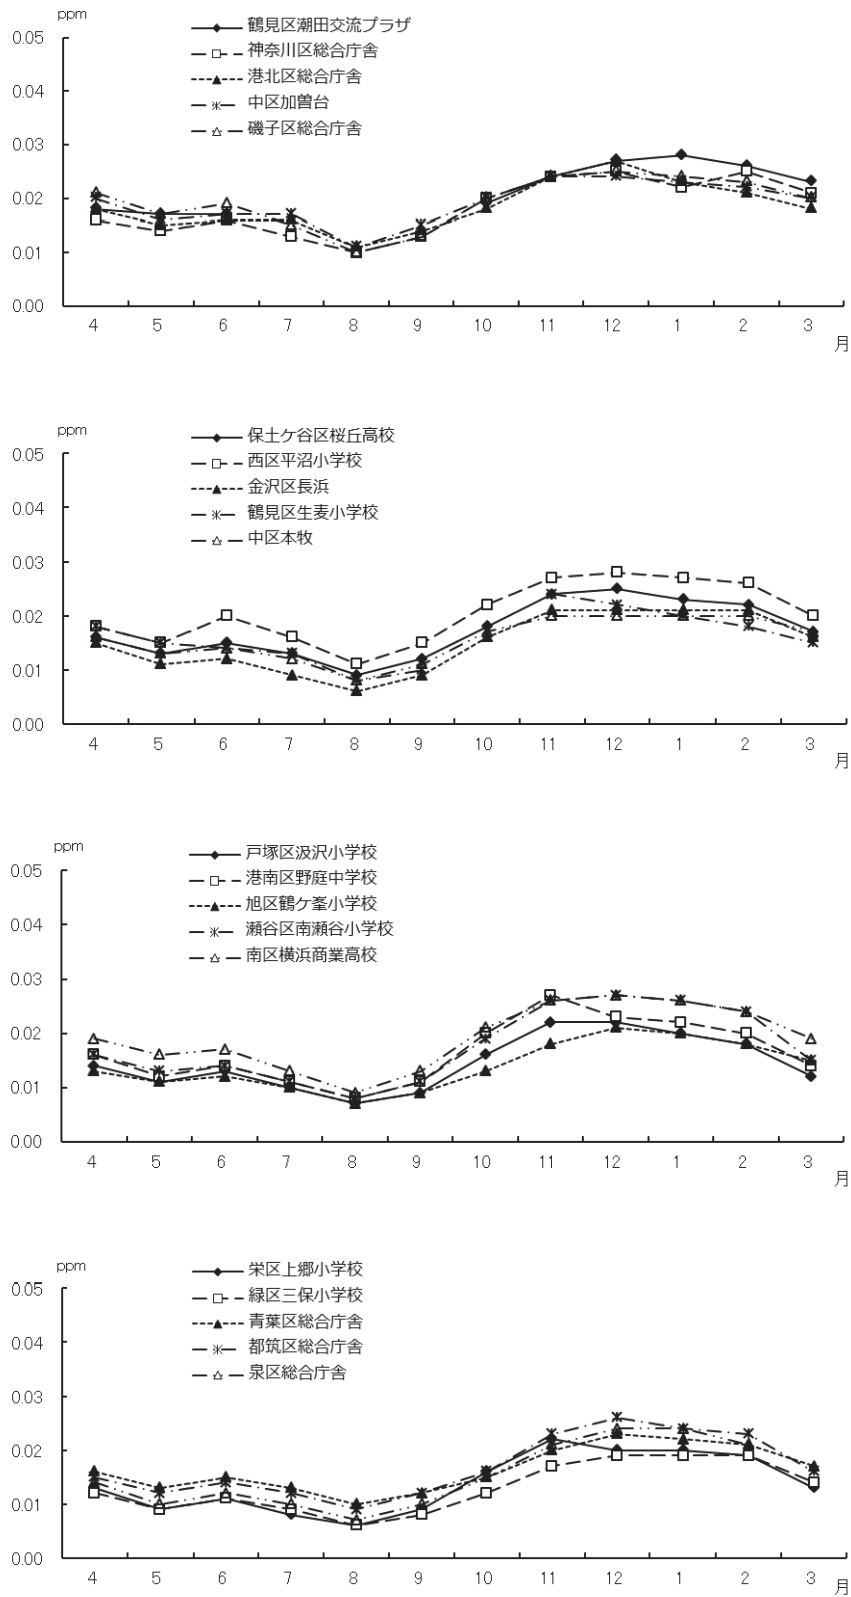 ppm
鶴見区潮田交流プラザ
神奈川区総合庁舎
港北区総合庁舎
中区加曽台
磯子区総合庁舎
0.05
0.04
0.03
0.02
0.01
0.00
4 5 6 7 8 9 10 11 12 1 2 3
月
ppm
保土ケ谷区桜丘高校
西区平沼小学校
金沢区長浜
鶴見区生麦小学校
中区本牧
0.05
0.04
0.03
0.02
0.01
0.00
4 5 6 7 8 9 10 11 12 1 2 3
月
ppm
戸塚区汲沢小学校
港南区野庭中学校
旭区鶴ケ峯小学校
瀬谷区南瀬谷小学校
南区横浜商業高校
0.05
0.04
0.03
0.02
0.01
0.00
4 5 6 7 8 9 10 11 12 1 2 3
月
ppm
栄区上郷小学校
緑区三保小学校
青葉区総合庁舎
都筑区総合庁舎
泉区総合庁舎
0.05
0.04
0.03
0.02
0.01
0.00
4 5 6 7 8 9 10 11 12 1 2 3
月